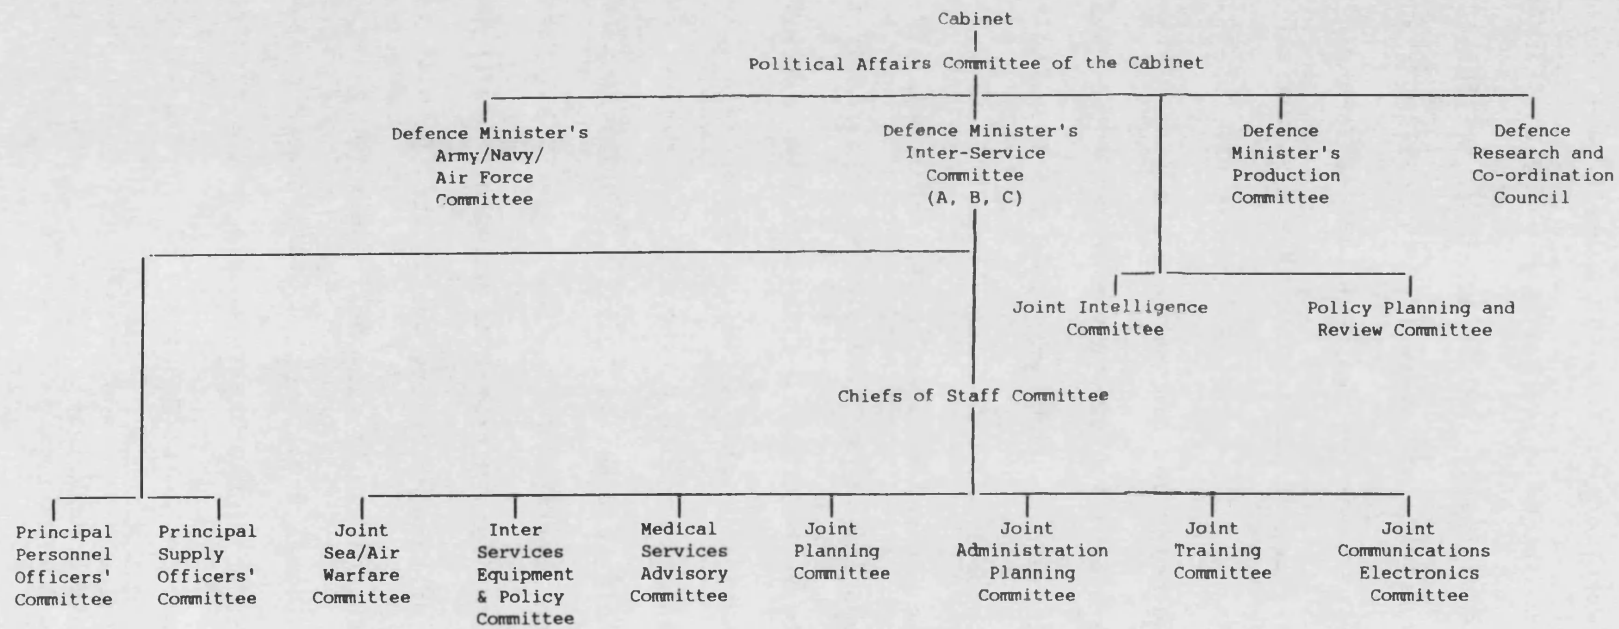 Cabinet
Political Affairs Committee of the Cabinet
Defence Minister's
Army/Navy/
Air Force
Committee
Defence Minister's
Inter-Service
Committee
(A, B, C)
Defence
Minister's
Production
Committee
Defence
Research and
Co-ordination
Council
Joint Intelligence
Committee
Policy Planning and
Review Committee
Chiefs of Staff Committee
Principal
Personnel
Officers'
Committee
Principal
Supply
Officers'
Committee
Joint
Sea/Air
Warfare
Committee
Inter
Services
Equipment
& Policy
Committee
Medical
Services
Advisory
Committee
Joint
Planning
Committee
Joint
Administration
Planning
Committee
Joint
Training
Committee
Joint
Communications
Electronics
Committee